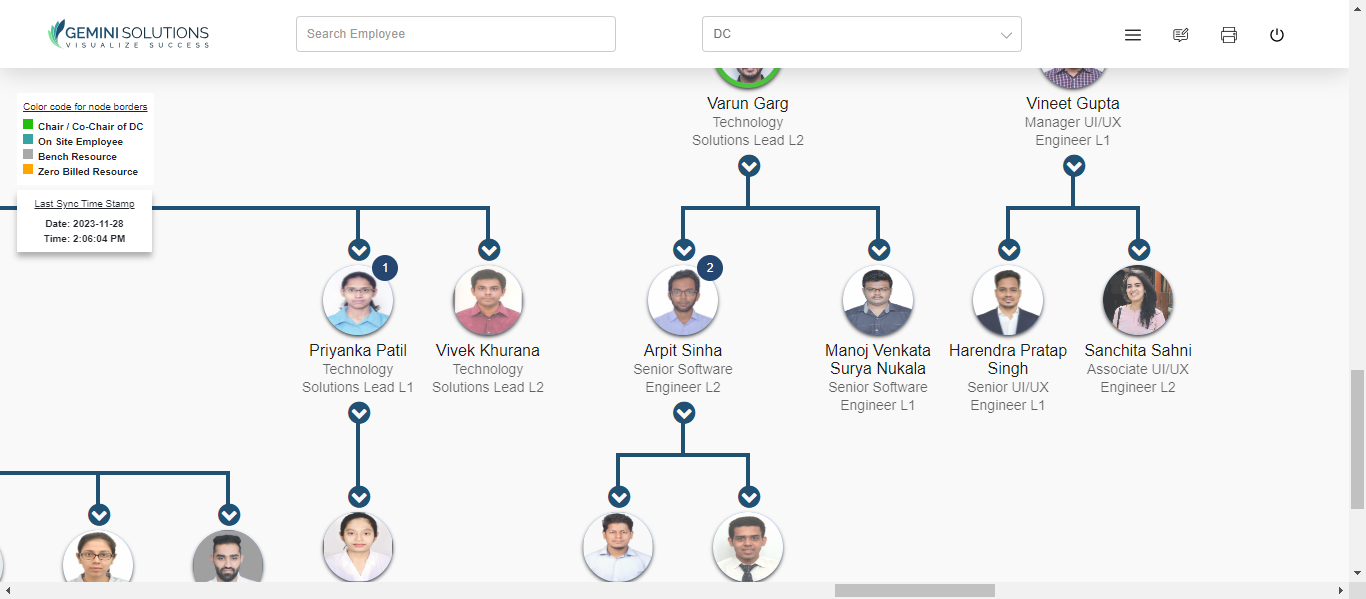 GEMINI SOLUTIONS
VISUALIZE SUCCESS
Search Employee
DC
Color code for node borders
Chair / Co-Chair of DC
On Site Employee
Bench Resource
Zero Billed Resource
Last Sync Time Stamp
Date: 2023-11-28
Time: 2:06:04 PM
Varun Garg
Technology
Solutions Lead L2
Vineet Gupta
Manager UI/UX
Engineer L1
1
Priyanka Patil
Technology
Solutions Lead L1
Vivek Khurana
Technology
Solutions Lead L2
2
Arpit Sinha
Senior Software
Engineer L2
Manoj Venkata
Surya Nukala
Senior Software
Engineer L1
Harendra Pratap
Singh
Senior UI/UX
Engineer L1
Sanchita Sahni
Associate UI/UX
Engineer L2